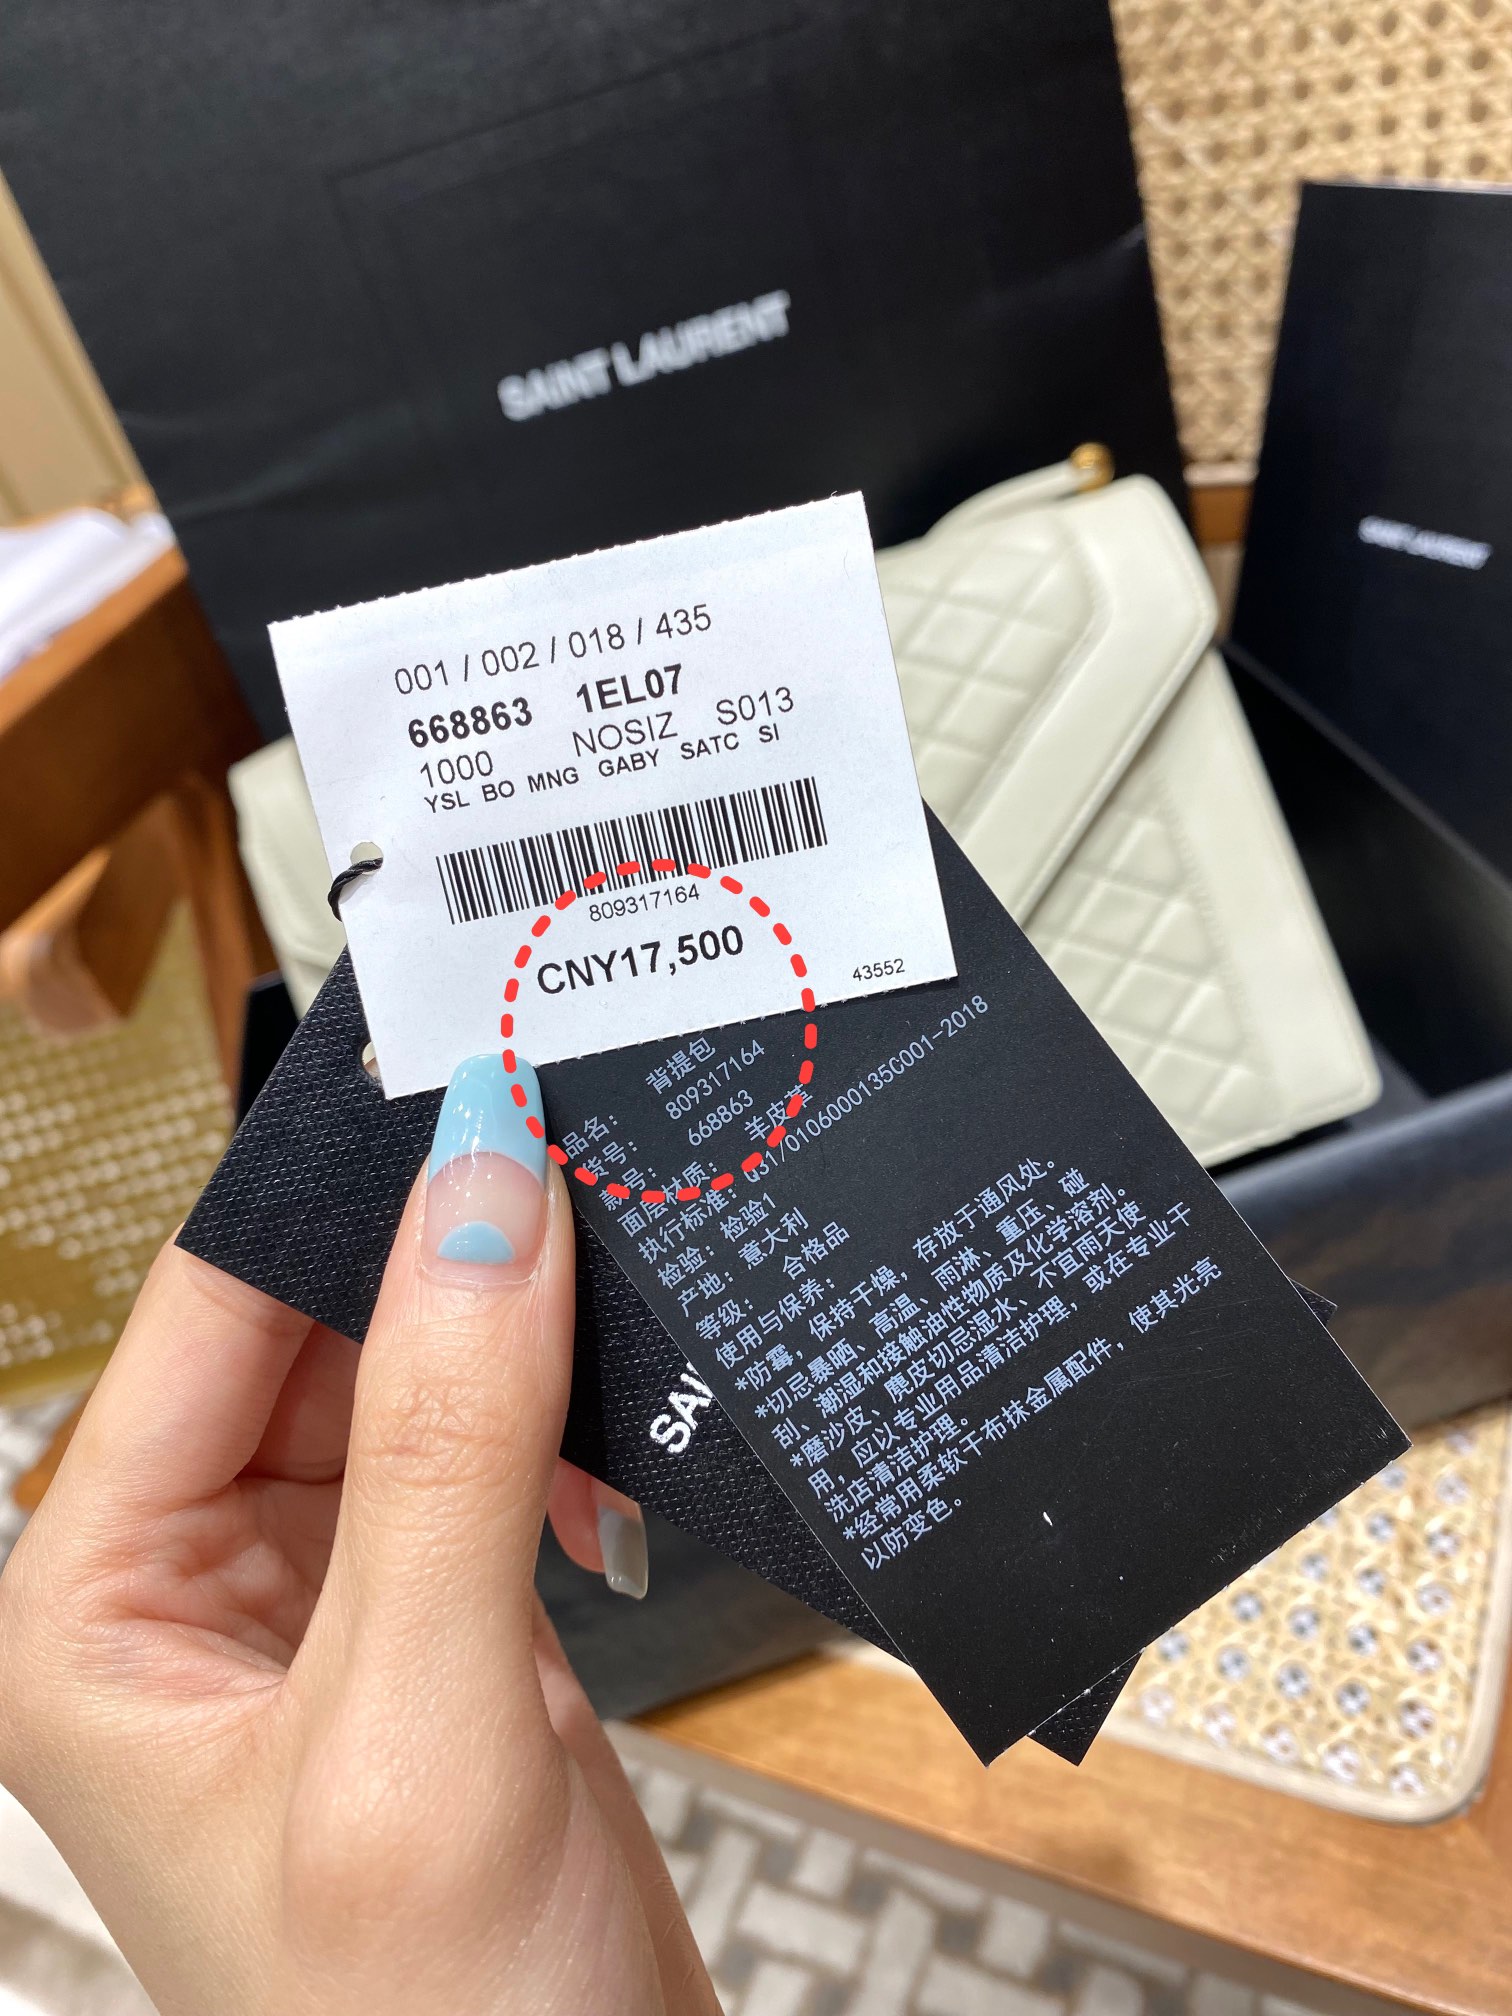 SAINT LAURENT
SAINT LAURENT
001 / 002 / 018 / 435
668863 1EL07
1000 NOSIZ S013
YSL BO MNG GABY SATC SI
809317164
CNY17,500
43552
品名： 背提包
货号： 809317164
款号： 668863
面层材质： 羊皮革
执行标准： Q31/0106000135C001-2018
检验：检验1
产地：意大利
等级： 合格品
使用与保养：
*防霉，保持干燥，存放于通风处。
*切忌暴晒、高温、雨淋、重压、碰
刮、潮湿和接触油性物质及化学溶剂。
*磨沙皮、麂皮切忌湿水、不宜雨天使
用，应以专业用品清洁护理，或在专业干
洗店清洁护理。
*经常用柔软干布抹金属配件，使其光亮
以防变色。